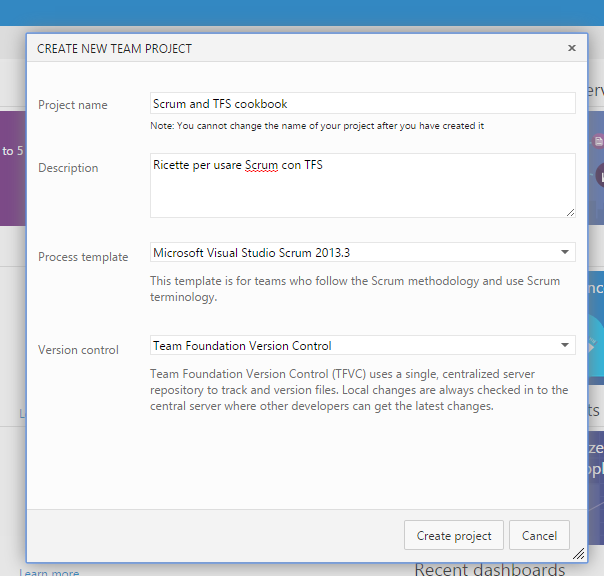 CREATE NEW TEAM PROJECT
Project name
Scrum and TFS cookbook
Note: You cannot change the name of your project after you have created it
Description
Ricette per usare Scrum con TFS
Process template
Microsoft Visual Studio Scrum 2013.3
This template is for teams who follow the Scrum methodology and use Scrum
terminology.
Version control
Team Foundation Version Control
Team Foundation Version Control (TFVC) uses a single, centralized server
repository to track and version files. Local changes are always checked in to the
central server where other developers can get the latest changes.
Create project
Cancel
to 5
Learn more
Recent dashboards